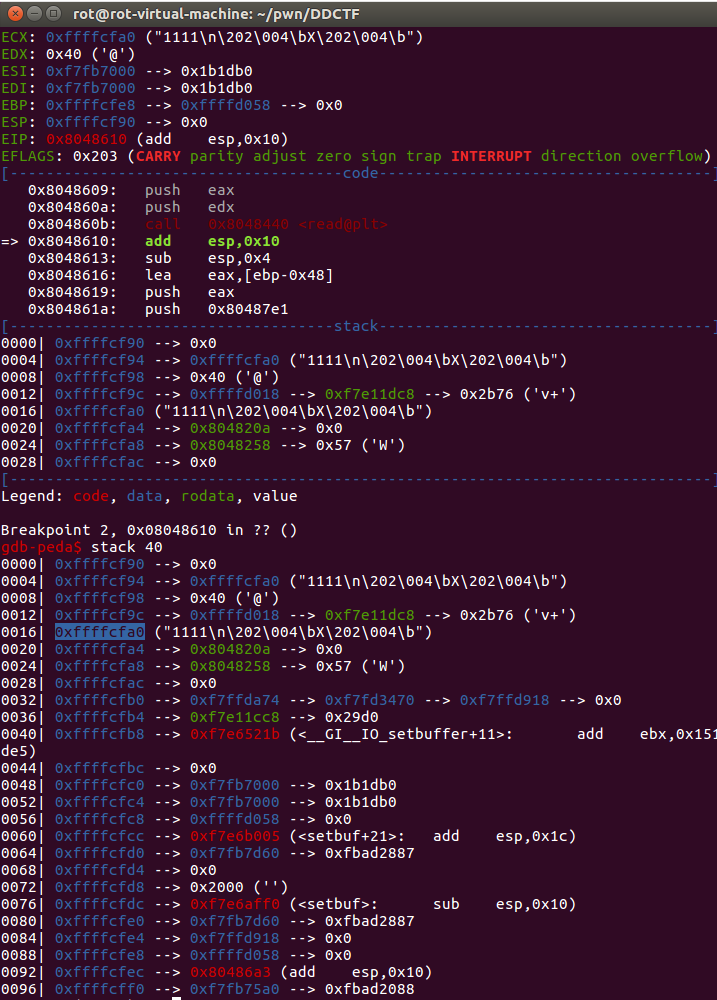 rot@rot-virtual-machine: ~/pwn/DDCTF
ECX: 0xffffcfa0 ("1111\n\202\004\bX\202\004\b")
EDX: 0x40 ('@')
ESI: 0xf7fb7000 --> 0x1b1db0
EDI: 0xf7fb7000 --> 0x1b1db0
EBP: 0xffffcfe8 --> 0xffffd058 --> 0x0
ESP: 0xffffcf90 --> 0x0
EIP: 0x8048610 (add    esp,0x10)
EFLAGS: 0x203 (CARRY parity adjust zero sign trap INTERRUPT direction overflow)
[-------------------------------------code-------------------------------------]
   0x8048609:   push   eax
   0x804860a:   push   edx
   0x804860b:   call   0x8048440 <read@plt>
=> 0x8048610:   add    esp,0x10
   0x8048613:   sub    esp,0x4
   0x8048616:   lea    eax,[ebp-0x48]
   0x8048619:   push   eax
   0x804861a:   push   0x80487e1
[------------------------------------stack-------------------------------------]
0000| 0xffffcf90 --> 0x0
0004| 0xffffcf94 --> 0xffffcfa0 ("1111\n\202\004\bX\202\004\b")
0008| 0xffffcf98 --> 0x40 ('@')
0012| 0xffffcf9c --> 0xffffd018 --> 0xf7e11dc8 --> 0x2b76 ('v+')
0016| 0xffffcfa0 ("1111\n\202\004\bX\202\004\b")
0020| 0xffffcfa4 --> 0x804820a --> 0x0
0024| 0xffffcfa8 --> 0x8048258 --> 0x57 ('W')
0028| 0xffffcfac --> 0x0
[------------------------------------------------------------------------------]
Legend: code, data, rodata, value

Breakpoint 2, 0x08048610 in ?? ()
gdb-peda$ stack 40
0000| 0xffffcf90 --> 0x0
0004| 0xffffcf94 --> 0xffffcfa0 ("1111\n\202\004\bX\202\004\b")
0008| 0xffffcf98 --> 0x40 ('@')
0012| 0xffffcf9c --> 0xffffd018 --> 0xf7e11dc8 --> 0x2b76 ('v+')
0016| 0xffffcfa0 ("1111\n\202\004\bX\202\004\b")
0020| 0xffffcfa4 --> 0x804820a --> 0x0
0024| 0xffffcfa8 --> 0x8048258 --> 0x57 ('W')
0028| 0xffffcfac --> 0x0
0032| 0xffffcfb0 --> 0xf7ffda74 --> 0xf7fd3470 --> 0xf7ffd918 --> 0x0
0036| 0xffffcfb4 --> 0xf7e11cc8 --> 0x29d0
0040| 0xffffcfb8 --> 0xf7e6521b (<__GI__IO_setbuffer+11>:        add    ebx,0x151
de5)
0044| 0xffffcfbc --> 0x0
0048| 0xffffcfc0 --> 0xf7fb7000 --> 0x1b1db0
0052| 0xffffcfc4 --> 0xf7fb7000 --> 0x1b1db0
0056| 0xffffcfc8 --> 0xffffd058 --> 0x0
0060| 0xffffcfcc --> 0xf7e6b005 (<setbuf+21>:   add    esp,0x1c)
0064| 0xffffcfd0 --> 0xf7fb7d60 --> 0xfbad2887
0068| 0xffffcfd4 --> 0x0
0072| 0xffffcfd8 --> 0x2000 ('')
0076| 0xffffcfdc --> 0xf7e6aff0 (<setbuf>:      sub    esp,0x10)
0080| 0xffffcfe0 --> 0xf7fb7d60 --> 0xfbad2887
0084| 0xffffcfe4 --> 0xf7ffd918 --> 0x0
0088| 0xffffcfe8 --> 0xffffd058 --> 0x0
0092| 0xffffcfec --> 0x80486a3 (add    esp,0x10)
0096| 0xffffcff0 --> 0xf7fb75a0 --> 0xfbad2088